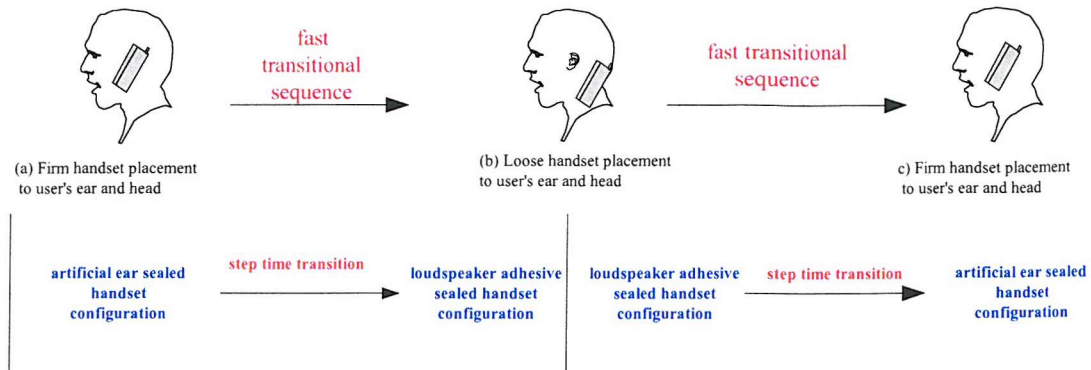 fast
transitional
sequence
fast transitional
sequence
(a) Firm handset placement
to user's ear and head
(b) Loose handset placement
to user's ear and head
c) Firm handset placement
to user's ear and head
artificial ear sealed
handset
configuration
step time transition
loudspeaker adhesive
sealed handset
configuration
loudspeaker adhesive
sealed handset
configuration
step time transition
artificial ear sealed
handset
configuration